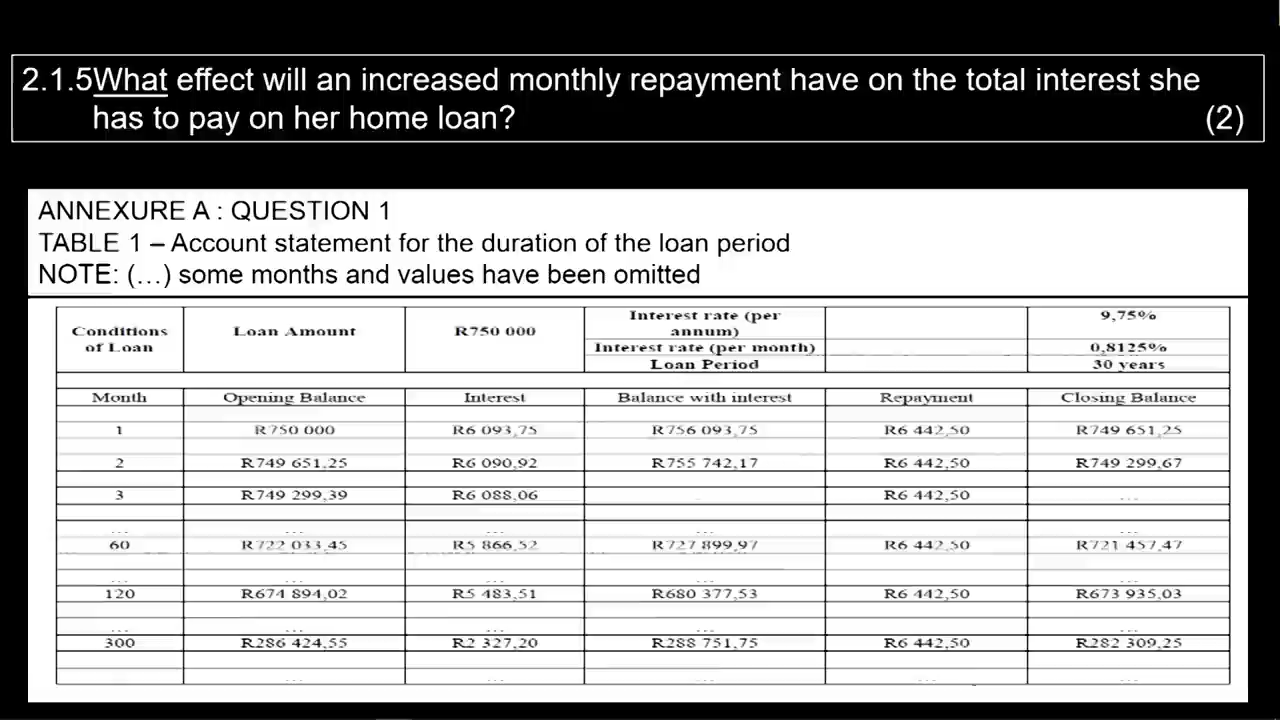 2.1.5What effect will an increased monthly repayment have on the total interest she
has to pay on her home loan? (2)
ANNEXURE A : QUESTION 1
TABLE 1 – Account statement for the duration of the loan period
NOTE: (…) some months and values have been omitted
Conditions of Loan Loan Amount R750 000 Interest rate (per annum) 9,75%
Interest rate (per month) 0,8125%
Loan Period 30 years
Month Opening Balance Interest Balance with interest Repayment Closing Balance
1 R750 000 R6 093,75 R756 093,75 R6 442,50 R749 651,25
2 R749 651,25 R6 090,92 R755 742,17 R6 442,50 R749 299,67
3 R749 299,39 R6 088,06 R6 442,50 ...
... ... ... ... ...
60 R722 033,45 R5 866,52 R727 899,97 R6 442,50 R721 457,47
... ... ... ... ...
120 R674 894,02 R5 483,51 R680 377,53 R6 442,50 R673 935,03
... ... ... ... ...
300 R286 424,55 R2 327,20 R288 751,75 R6 442,50 R282 309,25
... ... ... ...